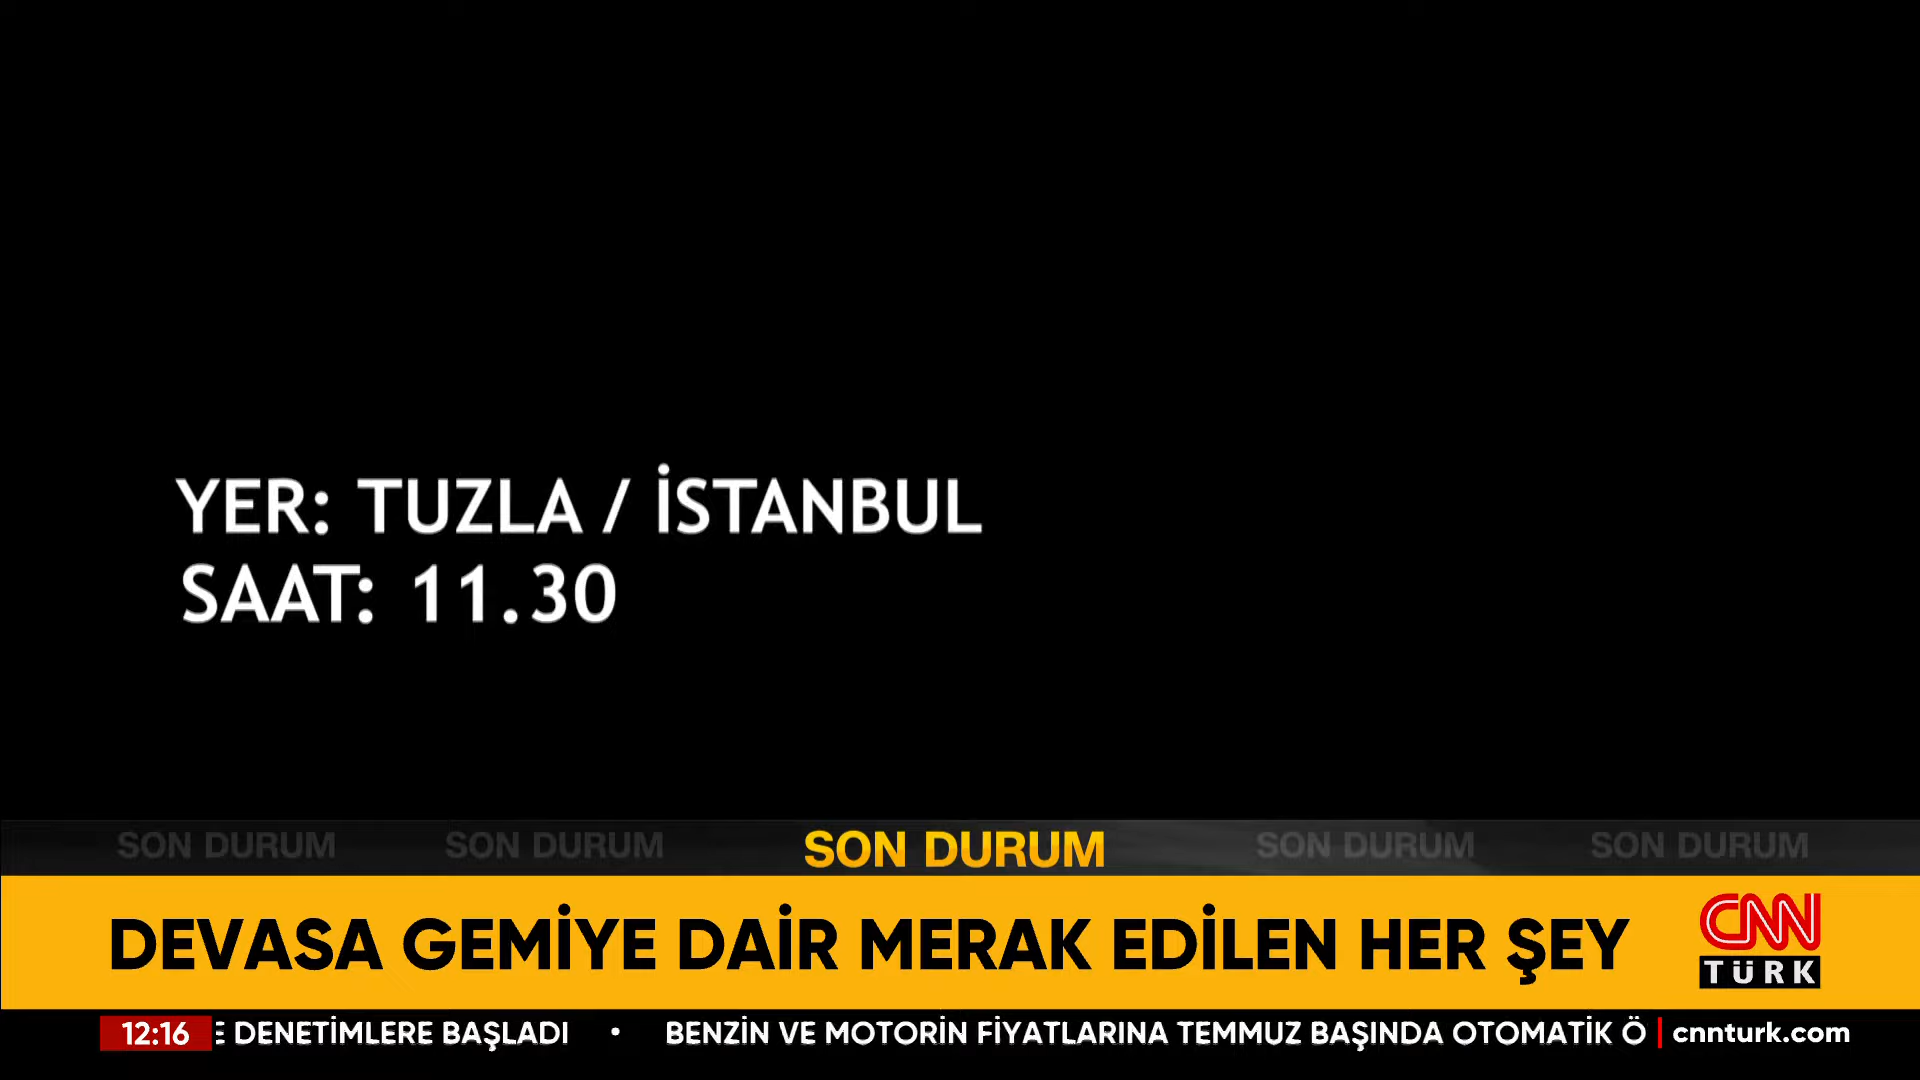 YER: TUZLA / İSTANBUL
SAAT: 11.30
SON DURUM SON DURUM SON DURUM SON DURUM SON DURUM
DEVASA GEMİYE DAİR MERAK EDİLEN HER ŞEY
CNN
TÜRK
12:16 E DENETİMLERE BAŞLADI • BENZİN VE MOTORİN FİYATLARINA TEMMUZ BAŞINDA OTOMATİK Ö cnnturk.com